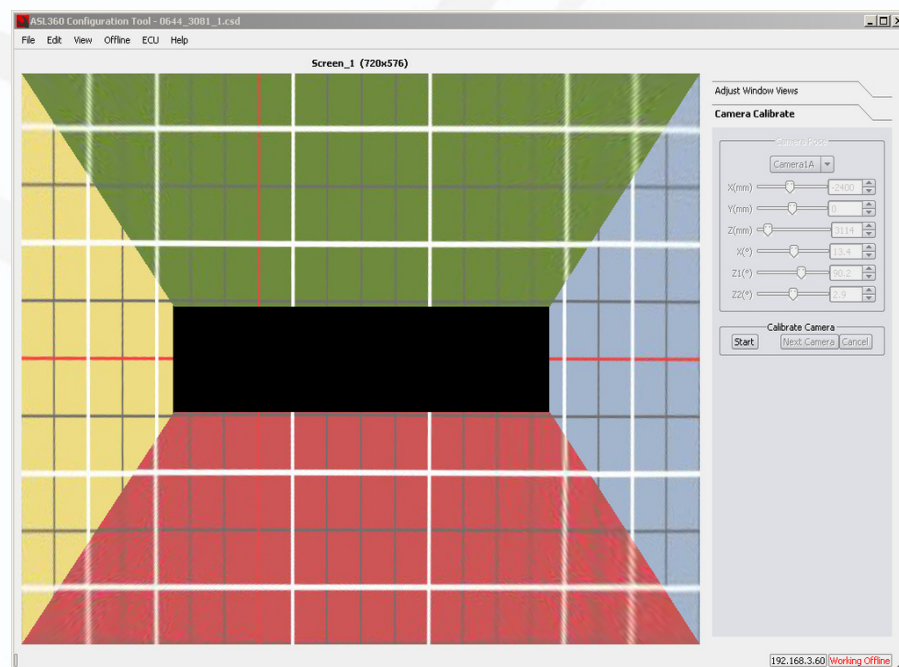 ASL360 Configuration Tool - 0644_3081_1.csd
File Edit View Offline ECU Help
Screen_1 (720x576)
Adjust Window Views
Camera Calibrate
Camera Pose
Camera1A
X(mm) -2400
Y(mm) 0
Z(mm) 3114
X(°) 13.4
Z1(°) 90.2
Z2(°) 2.9
Calibrate Camera
Start Next Camera Cancel
192.168.3.60 Working Offline